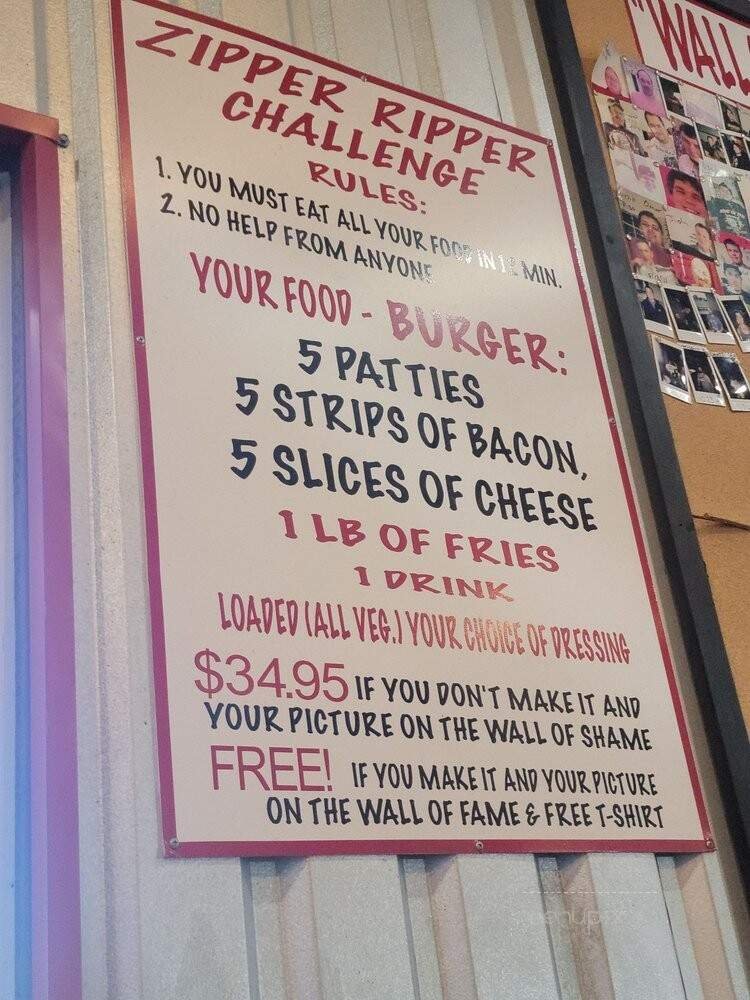 ZIPPER RIPPER
CHALLENGE
RULES:
1. YOU MUST EAT ALL YOUR FOOD IN MIN.
2. NO HELP FROM ANYONE
YOUR FOOD - BURGER:
5 PATTIES
5 STRIPS OF BACON,
5 SLICES OF CHEESE
1 LB OF FRIES
1 DRINK
LOADED (ALL VEG.) YOUR CHOICE OF DRESSING
$34.95 IF YOU DON'T MAKE IT AND
YOUR PICTURE ON THE WALL OF SHAME
FREE! IF YOU MAKE IT AND YOUR PICTURE
ON THE WALL OF FAME & FREE T-SHIRT
"WALL